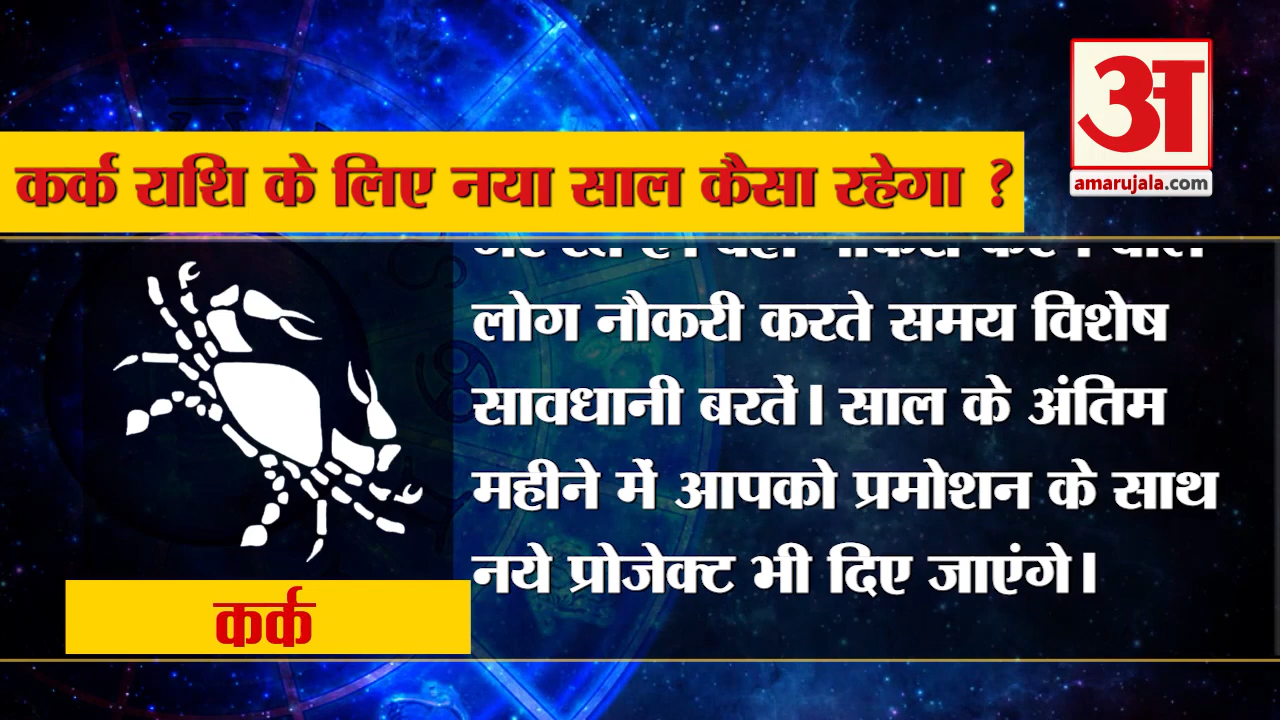 अ
amarujala.com
कर्क राशि के लिए नया साल कैसा रहेगा ?
लोग नौकरी करते समय विशेष
सावधानी बरतें। साल के अंतिम
महीने में आपको प्रमोशन के साथ
नये प्रोजेक्ट भी दिए जाएंगे।
कर्क